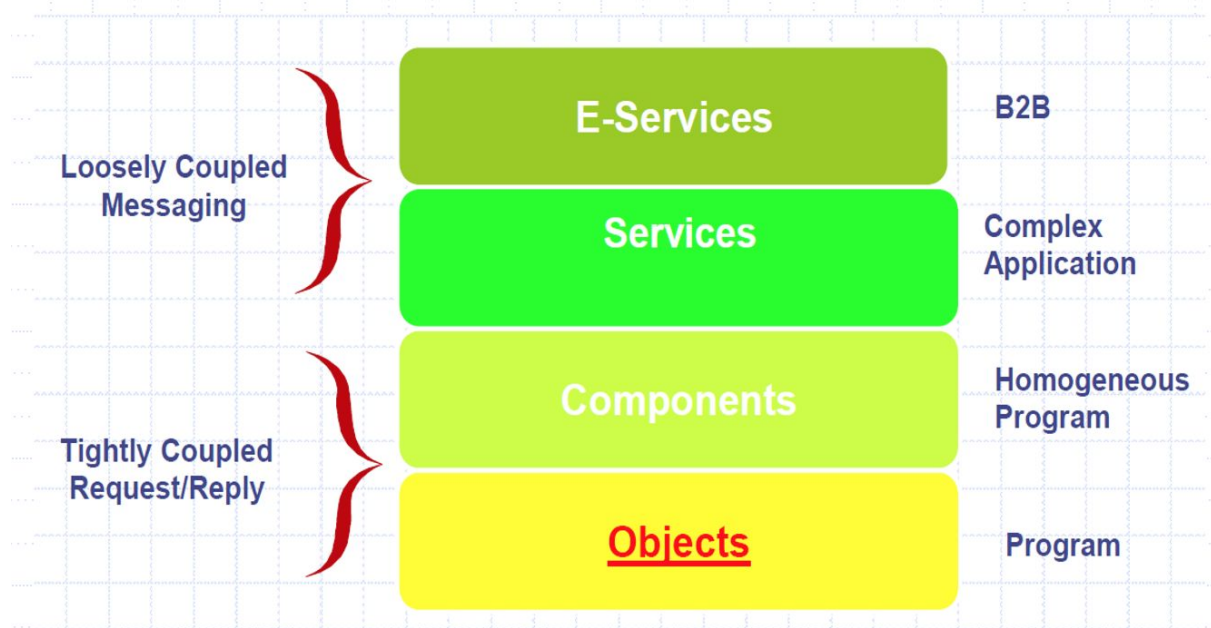 E-Services
B2B
Loosely Coupled
Messaging
Services
Complex
Application
Components
Homogeneous
Program
Tightly Coupled
Request/Reply
Objects
Program